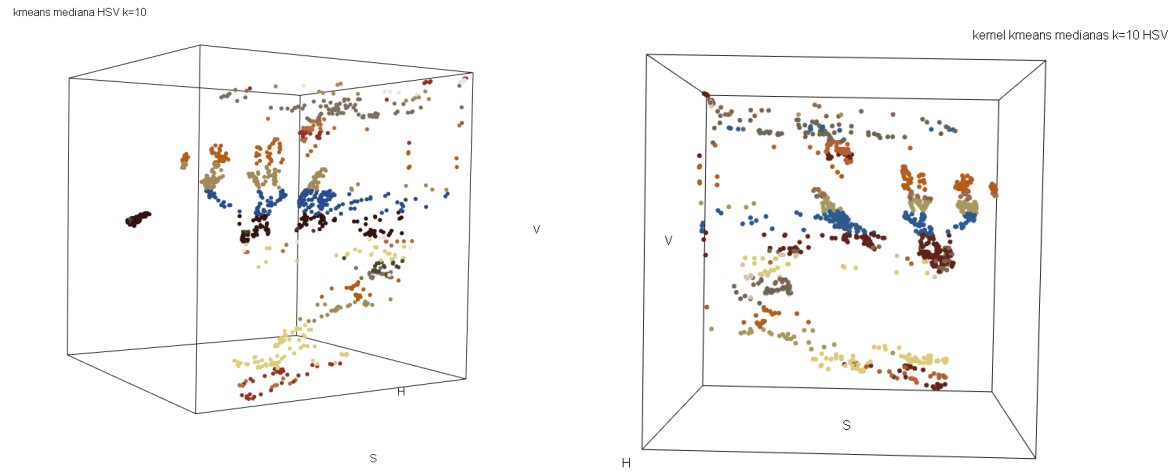 kmeans mediana HSV k=10
kernel kmeans medianas k=10 HSV
V
H
S
V
S
H